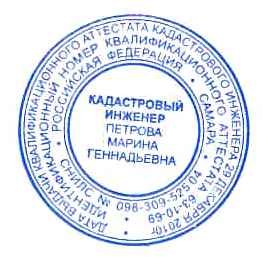 ДАТА ВЫДАЧИ КВАЛИФИКАЦИОННОГО АТТЕСТАТА КАДАСТРОВОГО ИНЖЕНЕРА 29 ДЕКАБРЯ 2010г
ИДЕНТИФИКАЦИОННЫЙ НОМЕР КВАЛИФИКАЦИОННОГО АТТЕСТАТА 63-10-69
РОССИЙСКАЯ ФЕДЕРАЦИЯ • САМАРА •
СНИЛС № 098-309-525 04
КАДАСТРОВЫЙ
ИНЖЕНЕР
ПЕТРОВА
МАРИНА
ГЕННАДЬЕВНА